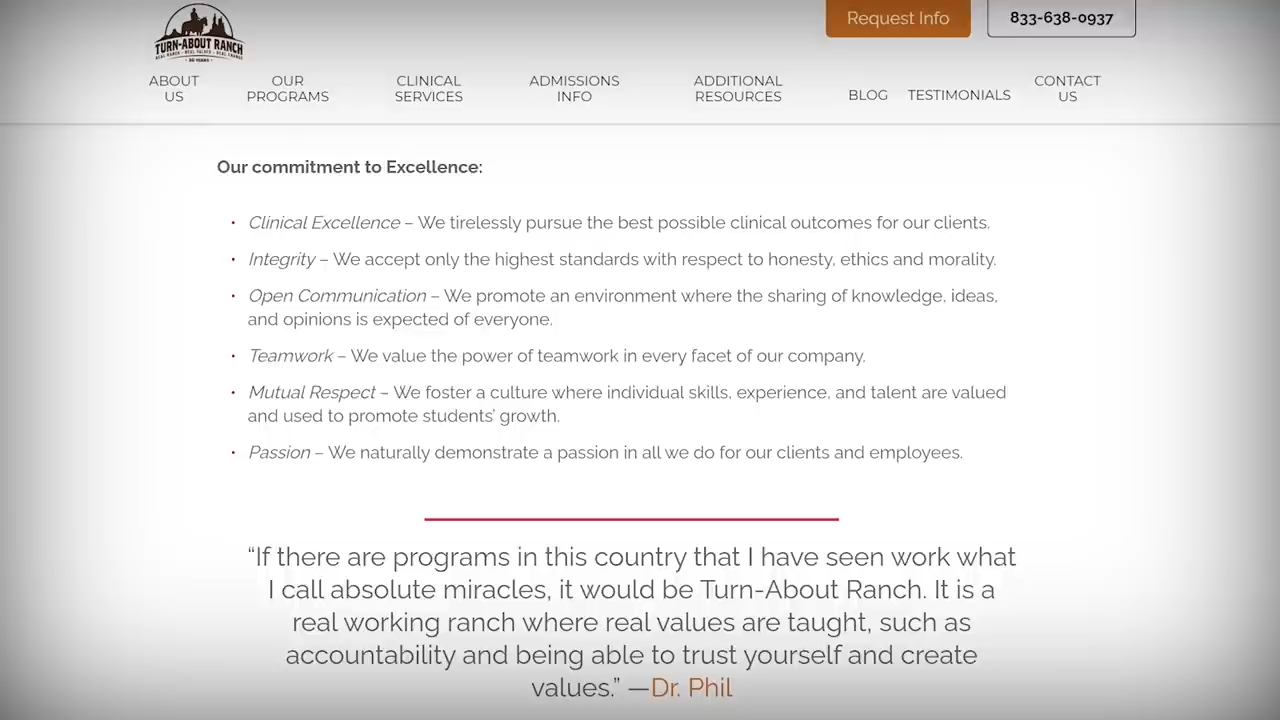 TURN-ABOUT RANCH
REAL RANCH • REAL VALUES • REAL CHANGE
• 30 YEARS •
Request Info
833-638-0937
ABOUT US
OUR PROGRAMS
CLINICAL SERVICES
ADMISSIONS INFO
ADDITIONAL RESOURCES
BLOG
TESTIMONIALS
CONTACT US
Our commitment to Excellence:
• Clinical Excellence – We tirelessly pursue the best possible clinical outcomes for our clients.
• Integrity – We accept only the highest standards with respect to honesty, ethics and morality.
• Open Communication – We promote an environment where the sharing of knowledge, ideas,
and opinions is expected of everyone.
• Teamwork – We value the power of teamwork in every facet of our company.
• Mutual Respect – We foster a culture where individual skills, experience, and talent are valued
and used to promote students’ growth.
• Passion – We naturally demonstrate a passion in all we do for our clients and employees.
“If there are programs in this country that I have seen work what
I call absolute miracles, it would be Turn-About Ranch. It is a
real working ranch where real values are taught, such as
accountability and being able to trust yourself and create
values.” —Dr. Phil